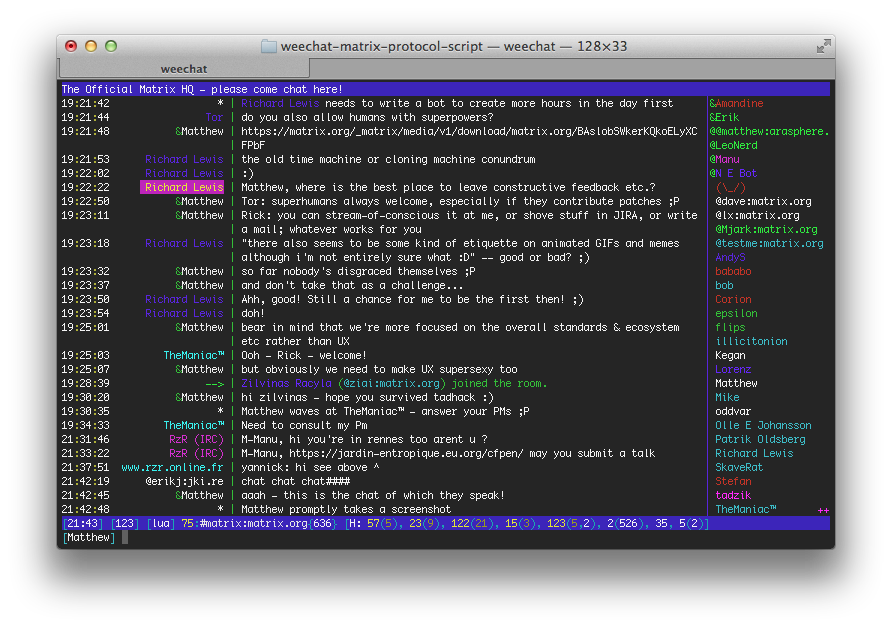 weechat-matrix-protocol-script — weechat — 128×33
weechat
The Official Matrix HQ – please come chat here!
19:21:42 * | Richard Lewis needs to write a bot to create more hours in the day first &Amandine
19:21:44 Tor | do you also allow humans with superpowers? &Erik
19:21:48 &Matthew | https://matrix.org/_matrix/media/v1/download/matrix.org/BAslobSWkerKQkoELyXC @@matthew:arasphere.
| FPbF @LeoNerd
19:21:53 Richard Lewis | the old time machine or cloning machine conundrum @Manu
19:22:02 Richard Lewis | :) @N E Bot
19:22:22 Richard Lewis | Matthew, where is the best place to leave constructive feedback etc.? (\_/)
19:22:50 &Matthew | Tor: superhumans always welcome, especially if they contribute patches ;P @dave:matrix.org
19:23:11 &Matthew | Rick: you can stream-of-conscious it at me, or shove stuff in JIRA, or write @lx:matrix.org
| a mail; whatever works for you @Mjark:matrix.org
19:23:18 Richard Lewis | "there also seems to be some kind of etiquette on animated GIFs and memes @testme:matrix.org
| although i'm not entirely sure what :D" -- good or bad? ;) AndyS
19:23:32 &Matthew | so far nobody's disgraced themselves ;P bababo
19:23:37 &Matthew | and don't take that as a challenge... bob
19:23:50 Richard Lewis | Ahh, good! Still a chance for me to be the first then! ;) Corion
19:23:54 Richard Lewis | doh! epsilon
19:25:01 &Matthew | bear in mind that we're more focused on the overall standards & ecosystem flips
| etc rather than UX illicitonion
19:25:03 TheManiac™ | Ooh – Rick – welcome! Kegan
19:25:07 &Matthew | but obviously we need to make UX supersexy too Lorenz
19:28:39 --> | Zilvinas Racyla (@ziai:matrix.org) joined the room. Matthew
19:30:20 &Matthew | hi zilvinas – hope you survived tadhack :) Mike
19:30:35 * | Matthew waves at TheManiac™ – answer your PMs ;P oddvar
19:34:33 TheManiac™ | Need to consult my Pm Olle E Johansson
21:31:46 RzR (IRC) | M-Manu, hi you're in rennes too arent u ? Patrik Oldsberg
21:33:22 RzR (IRC) | M-Manu, https://jardin-entropique.eu.org/cfpen/ may you submit a talk Richard Lewis
21:37:51 www.rzr.online.fr | yannick: hi see above ^ SkaveRat
21:42:19 @erikj:jki.re | chat chat chat#### Stefan
21:42:45 &Matthew | aaah – this is the chat of which they speak! tadzik
21:42:48 * | Matthew promptly takes a screenshot TheManiac™ ++
[21:43] [123] [lua] 75:#matrix:matrix.org{636} [H: 57(5), 23(9), 122(21), 15(3), 123(5,2), 2(526), 35, 5(2)]
[Matthew]